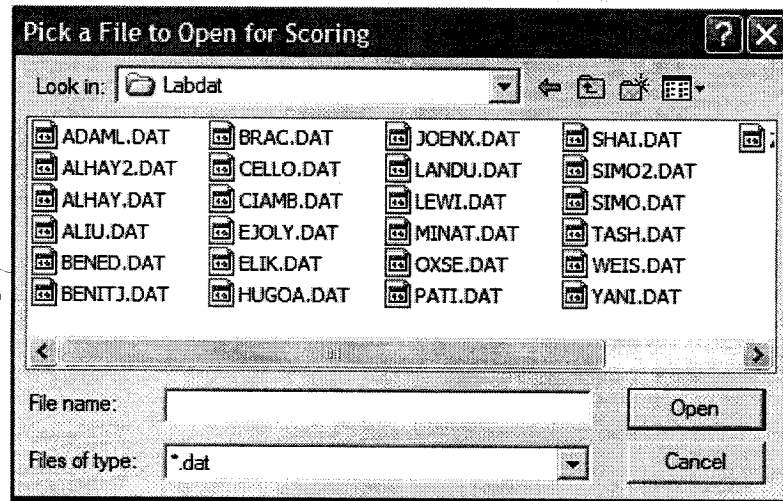 Pick a File to Open for Scoring
Look in: Labdat
ADAML.DAT BRAC.DAT JOENX.DAT SHAI.DAT
ALHAY2.DAT CELLO.DAT LANDU.DAT SIMO2.DAT
ALHAY.DAT CIAMB.DAT LEWI.DAT SIMO.DAT
ALIU.DAT EJOLY.DAT MINAT.DAT TASH.DAT
BENED.DAT ELIK.DAT OXSE.DAT WEIS.DAT
BENITJ.DAT HUGOA.DAT PATI.DAT YANI.DAT
File name: Open
Files of type: *.dat Cancel